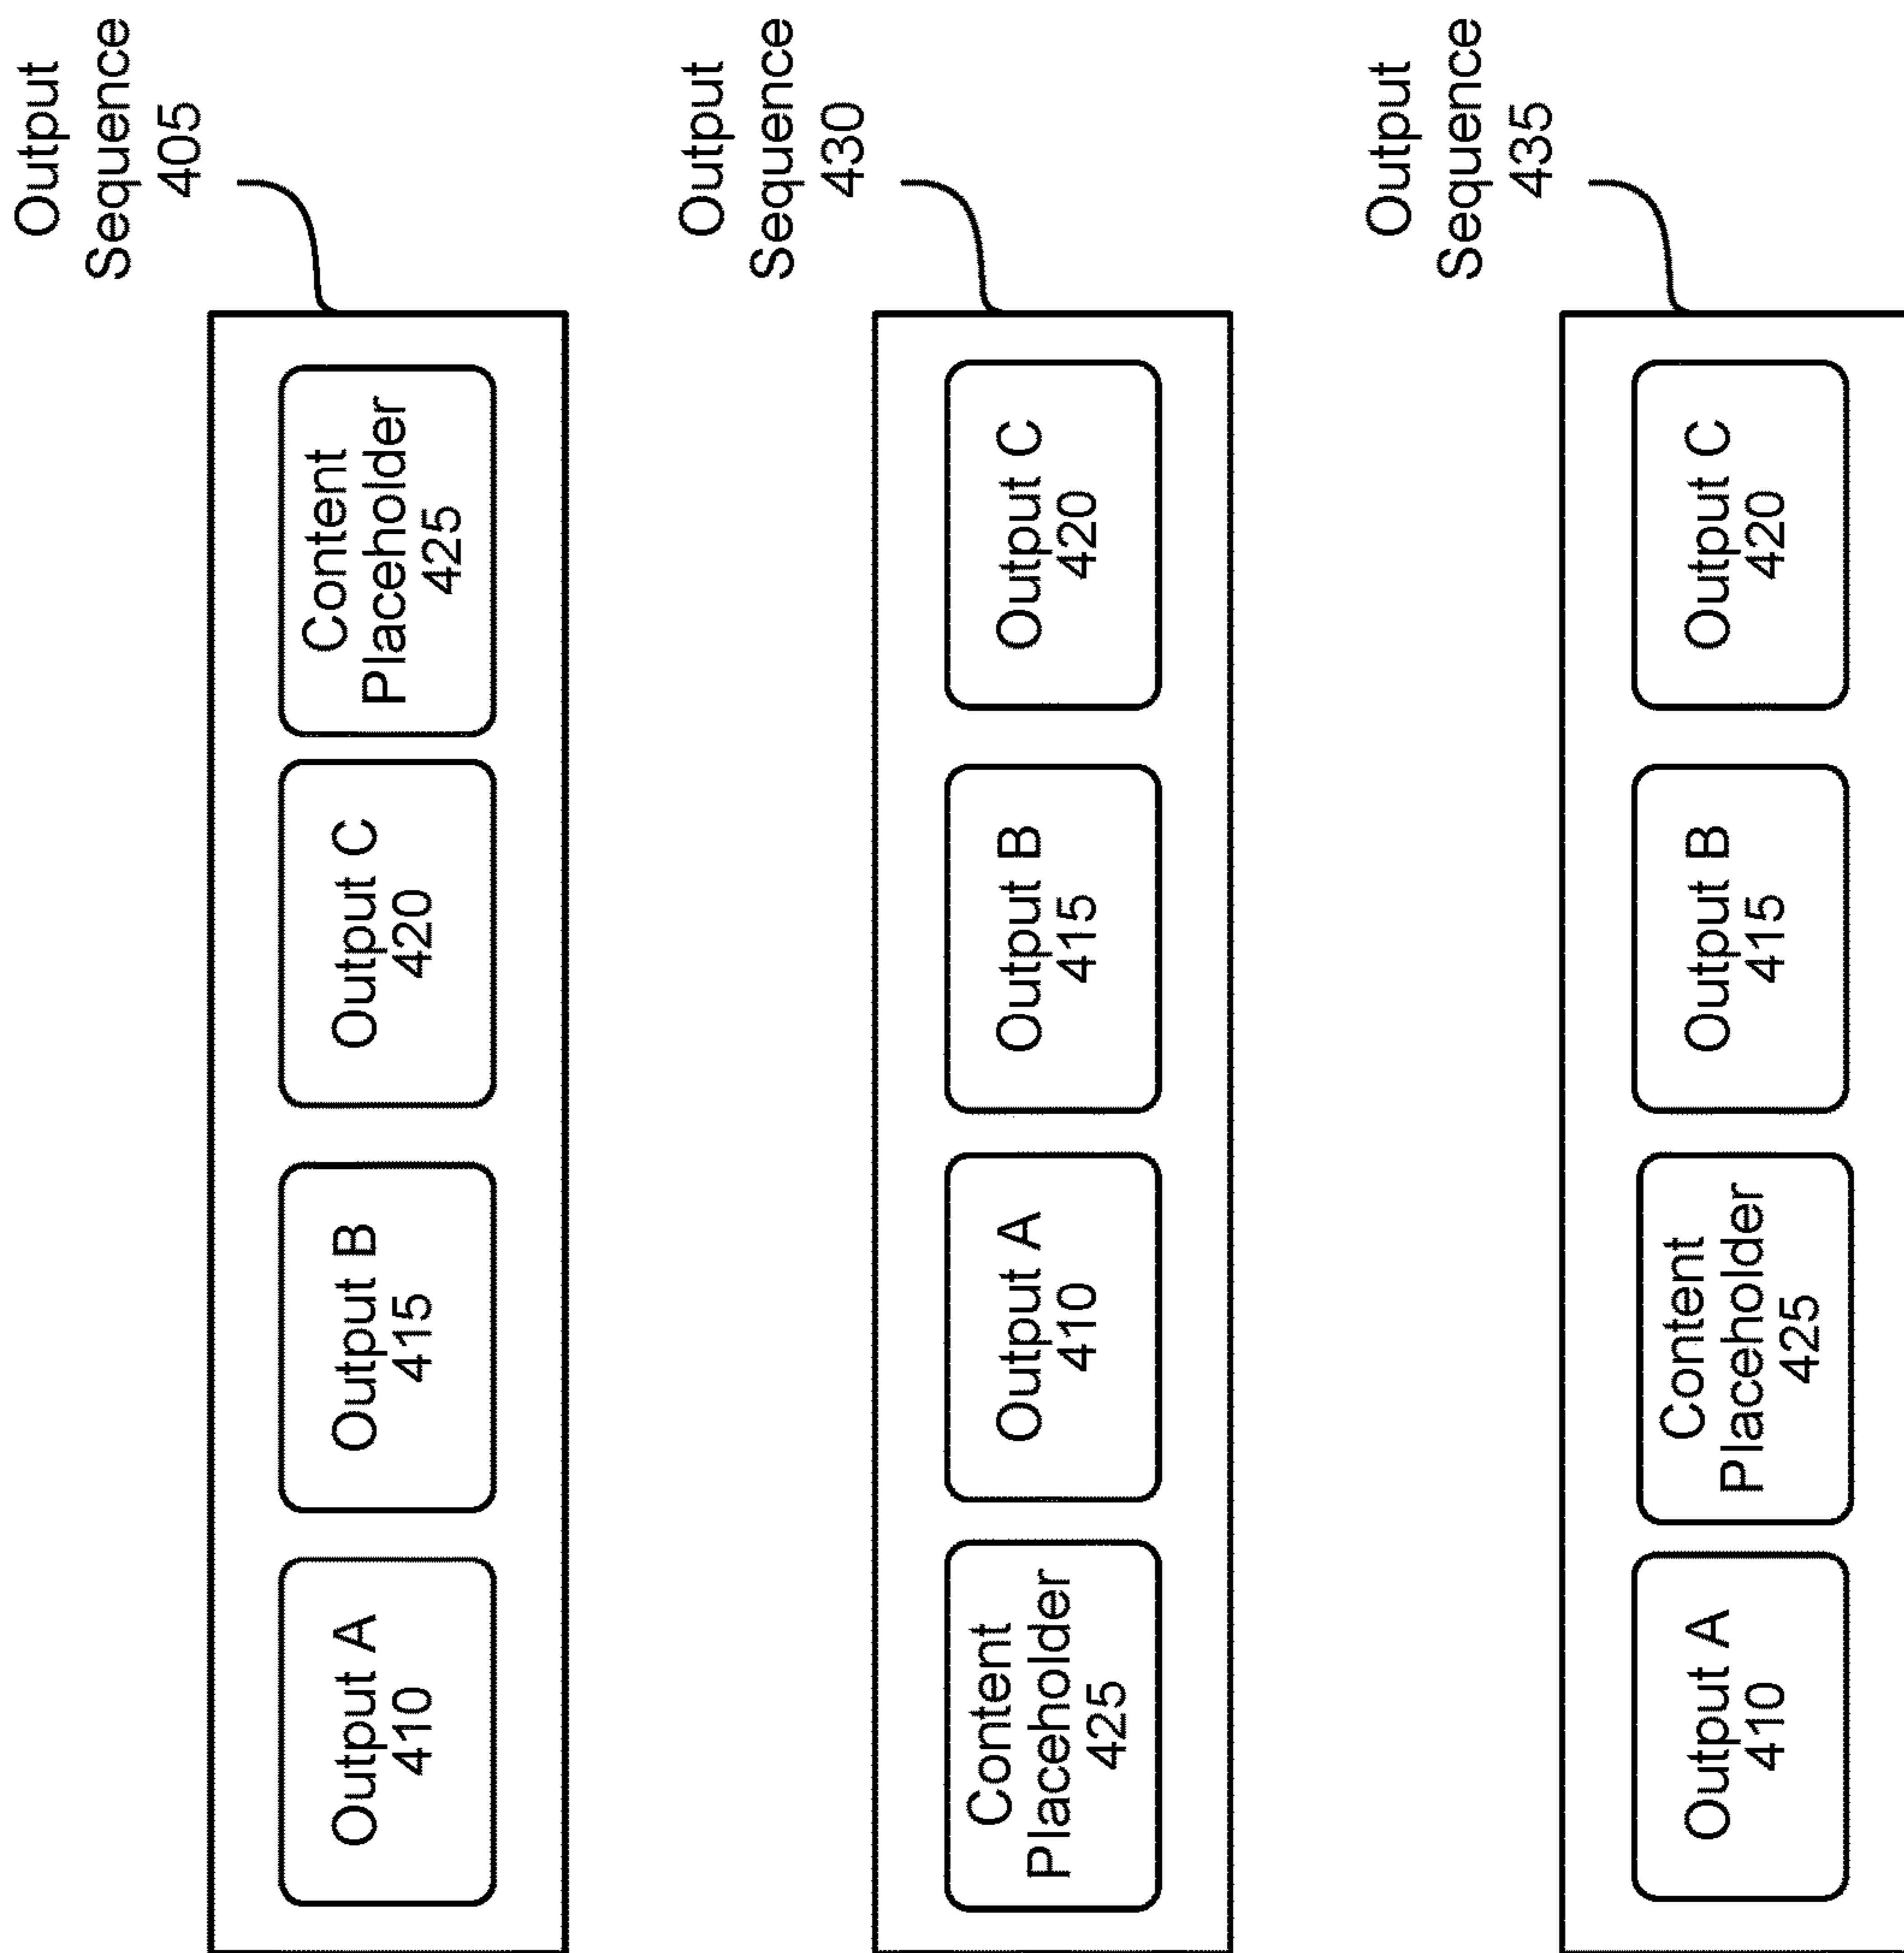 Output
Sequence
405
Output A
410
Output B
415
Output C
420
Content
Placeholder
425
Output
Sequence
430
Content
Placeholder
425
Output A
410
Output B
415
Output C
420
Output
Sequence
435
Output A
410
Content
Placeholder
425
Output B
415
Output C
420